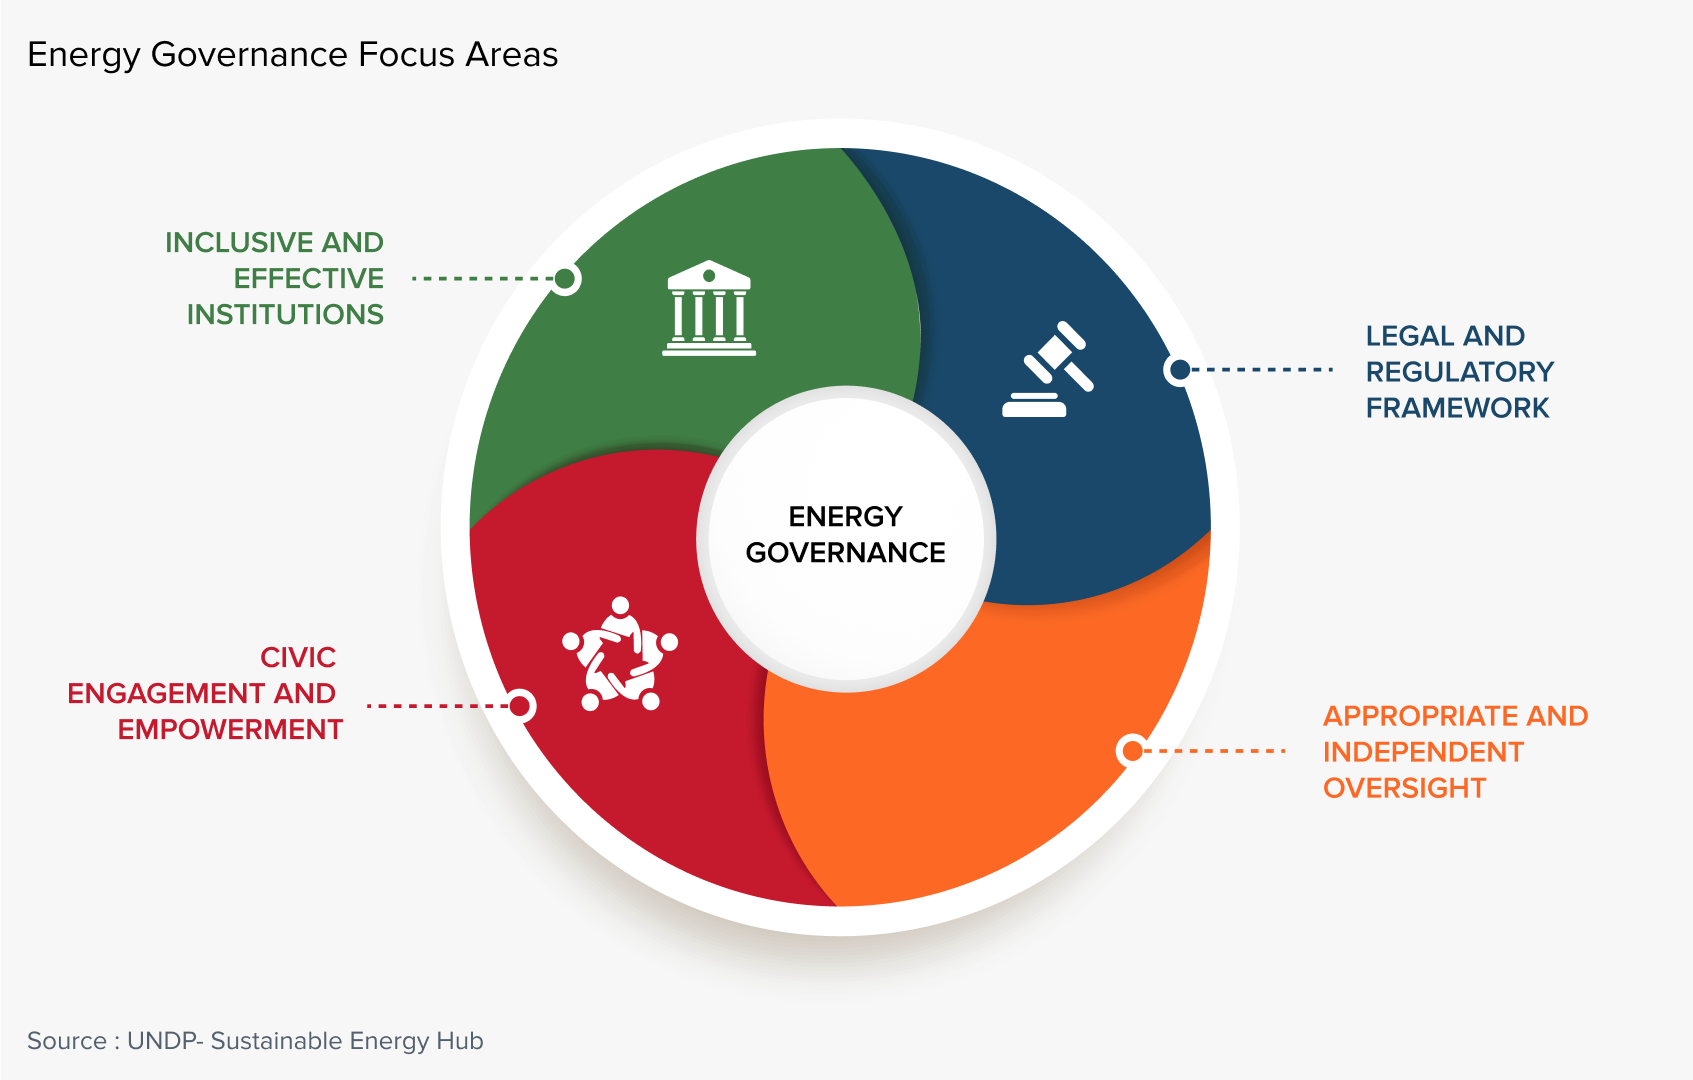 Energy Governance Focus Areas
INCLUSIVE AND
EFFECTIVE
INSTITUTIONS
LEGAL AND
REGULATORY
FRAMEWORK
ENERGY
GOVERNANCE
CIVIC
ENGAGEMENT AND
EMPOWERMENT
APPROPRIATE AND
INDEPENDENT
OVERSIGHT
Source : UNDP- Sustainable Energy Hub